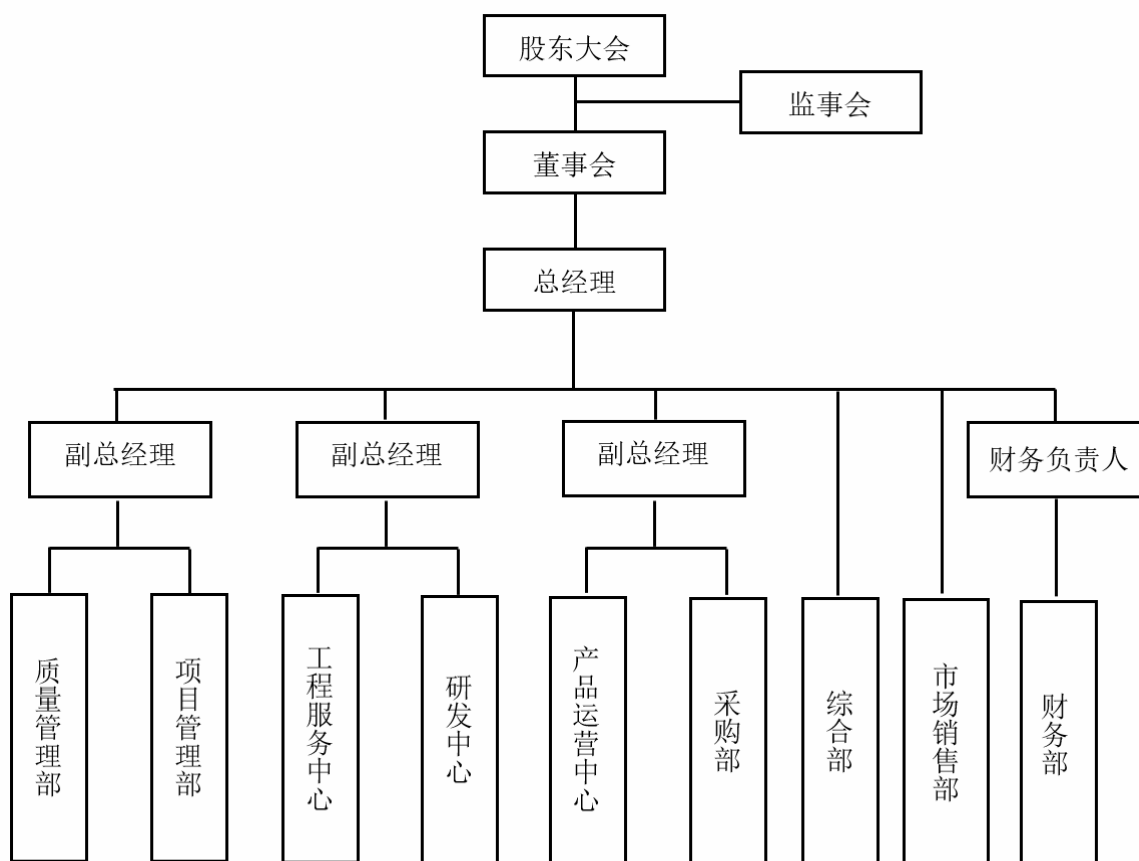 股东大会
监事会
董事会
总经理
副总经理
副总经理
副总经理
财务负责人
质量管理部
项目管理部
工程服务中心
研发中心
产品运营中心
采购部
综合部
市场销售部
财务部